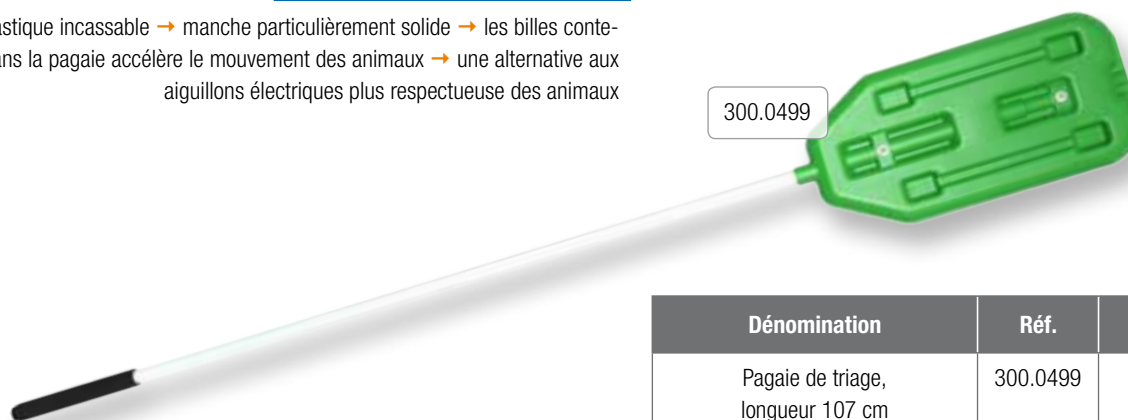 astique incassable → manche particulièrement solide → les billes conte-
ans la pagaie accélère le mouvement des animaux → une alternative aux
aiguillons électriques plus respectueuse des animaux
300.0499
Dénomination Réf.
Pagaie de triage, 300.0499
longueur 107 cm